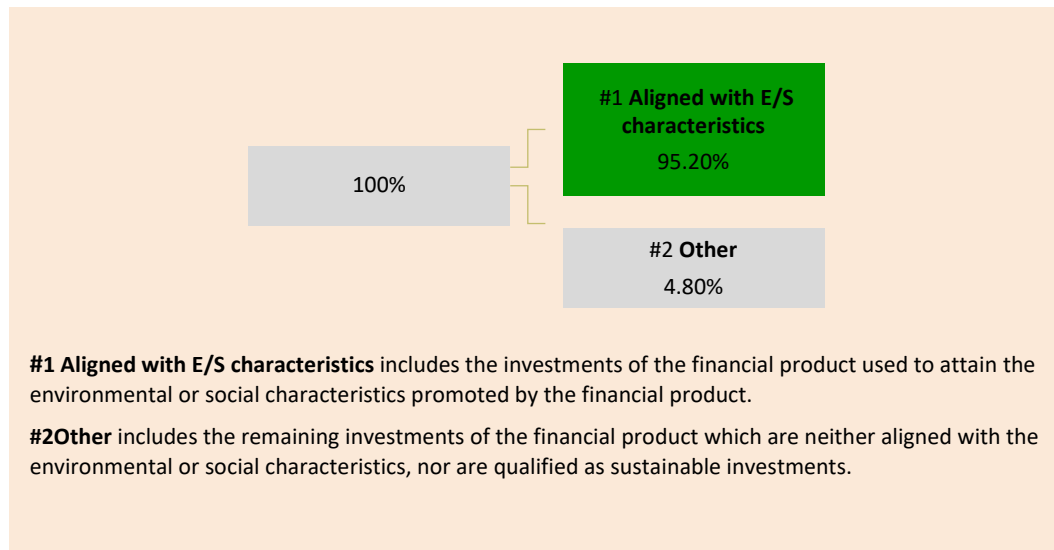 #1 Aligned with E/S
characteristics
95.20%
100%
#2 Other
4.80%
#1 Aligned with E/S characteristics includes the investments of the financial product used to attain the
environmental or social characteristics promoted by the financial product.
#2Other includes the remaining investments of the financial product which are neither aligned with the
environmental or social characteristics, nor are qualified as sustainable investments.